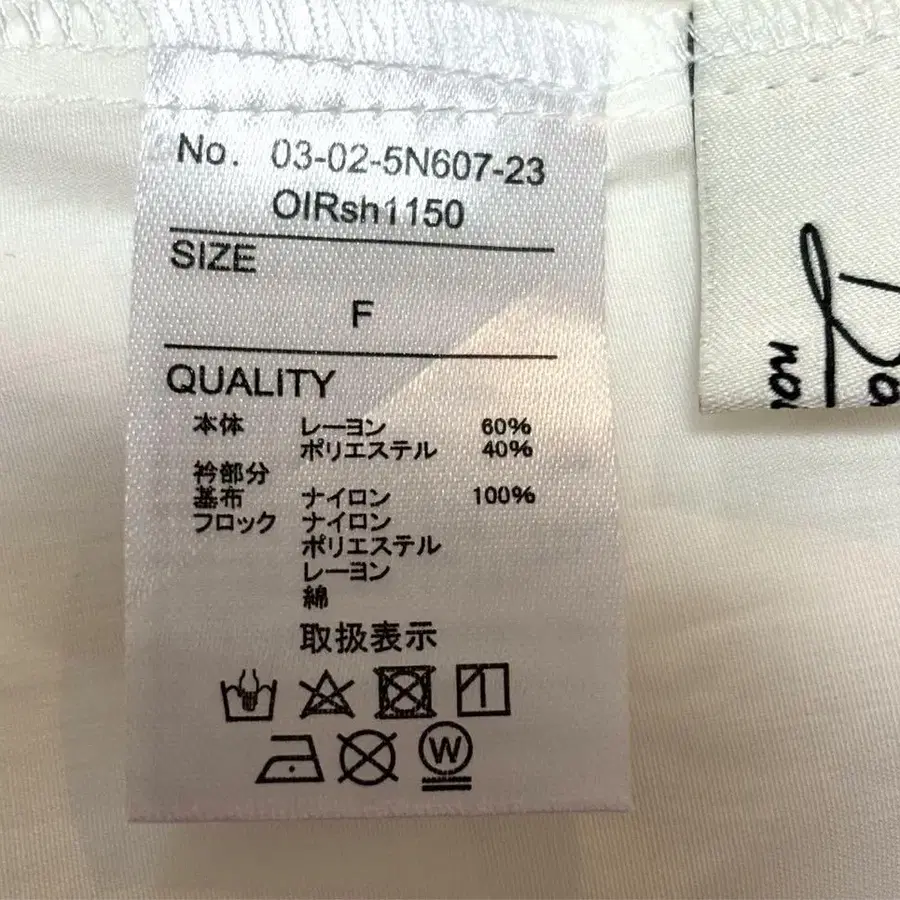 No. 03-02-5N607-23
OIRsh1150
SIZE
F
QUALITY
本体 レーヨン 60%
ポリエステル 40%
衿部分
基布 ナイロン 100%
フロック ナイロン
ポリエステル
レーヨン
綿
取扱表示
W